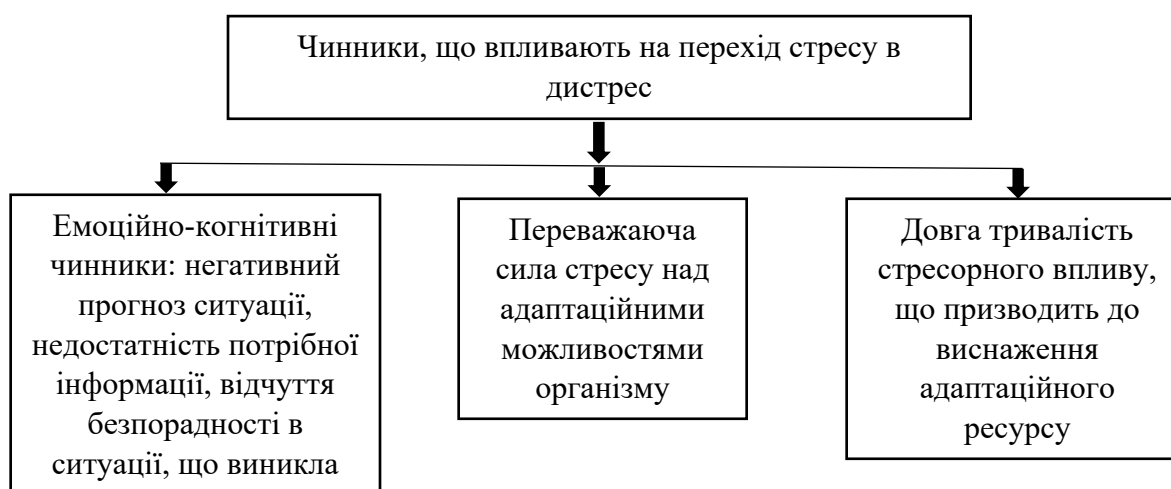 Чинники, що впливають на перехід стресу в
дистрес
Емоційно-когнітивні
чинники: негативний
прогноз ситуації,
недостатність потрібної
інформації, відчуття
безпорадності в
ситуації, що виникла
Переважаюча
сила стресу над
адаптаційними
можливостями
організму
Довга тривалість
стресорного впливу,
що призводить до
виснаження
адаптаційного
ресурсу